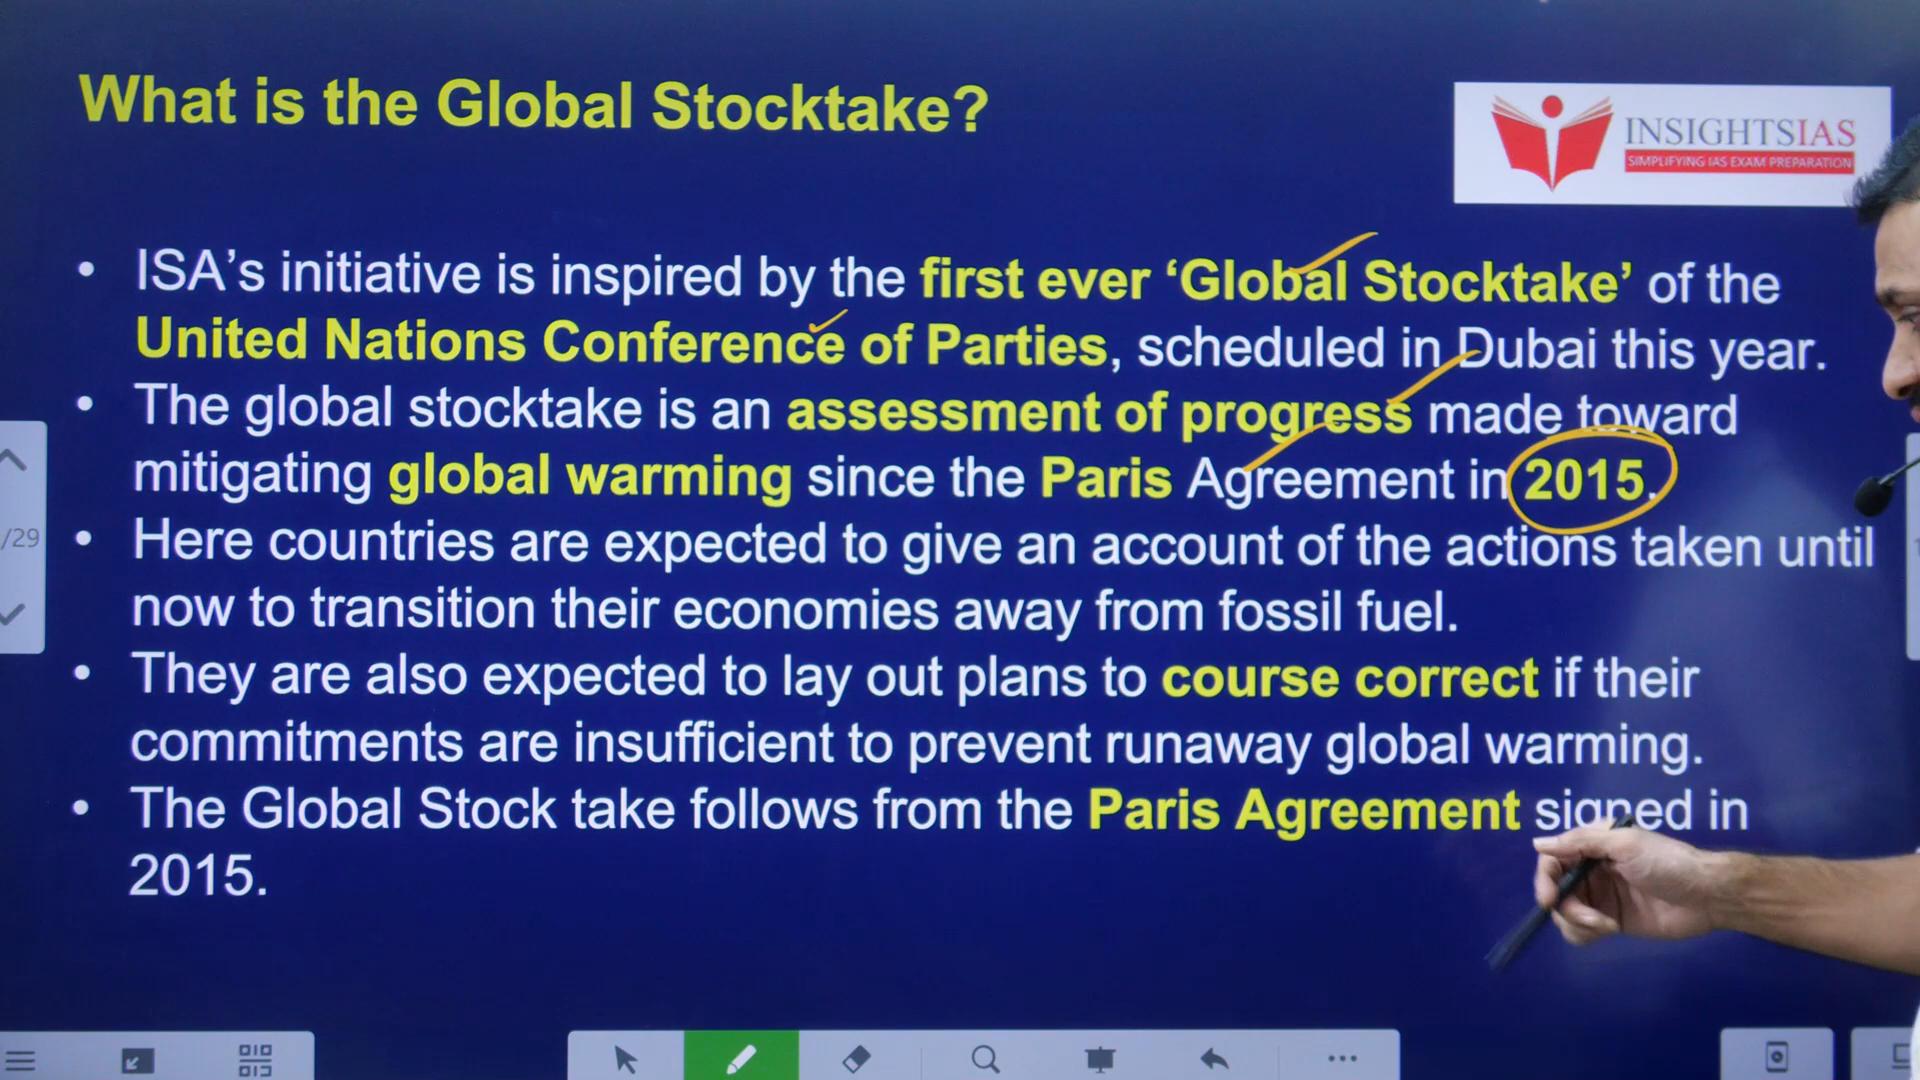 What is the Global Stocktake?
INSIGHTSIAS
SIMPLIFYING IAS EXAM PREPARATION
• ISA’s initiative is inspired by the first ever ‘Global Stocktake’ of the
United Nations Conference of Parties, scheduled in Dubai this year.
• The global stocktake is an assessment of progress made toward
mitigating global warming since the Paris Agreement in 2015.
/29
• Here countries are expected to give an account of the actions taken until
now to transition their economies away from fossil fuel.
• They are also expected to lay out plans to course correct if their
commitments are insufficient to prevent runaway global warming.
• The Global Stock take follows from the Paris Agreement signed in
2015.